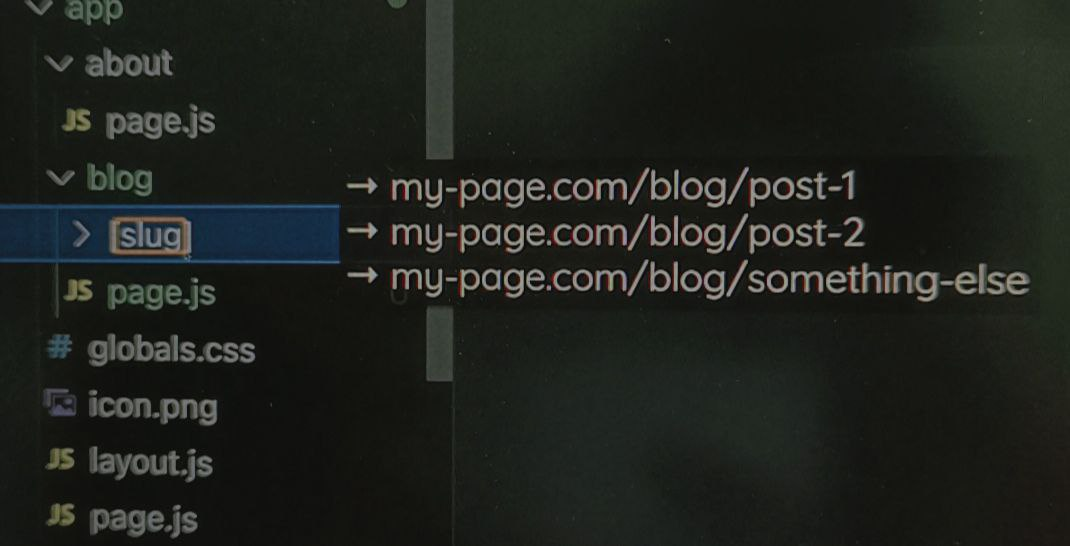 app
about
JS page.js
blog → my-page.com/blog/post-1
[slug] → my-page.com/blog/post-2
JS page.js → my-page.com/blog/something-else
# globals.css
icon.png
JS layout.js
JS page.js